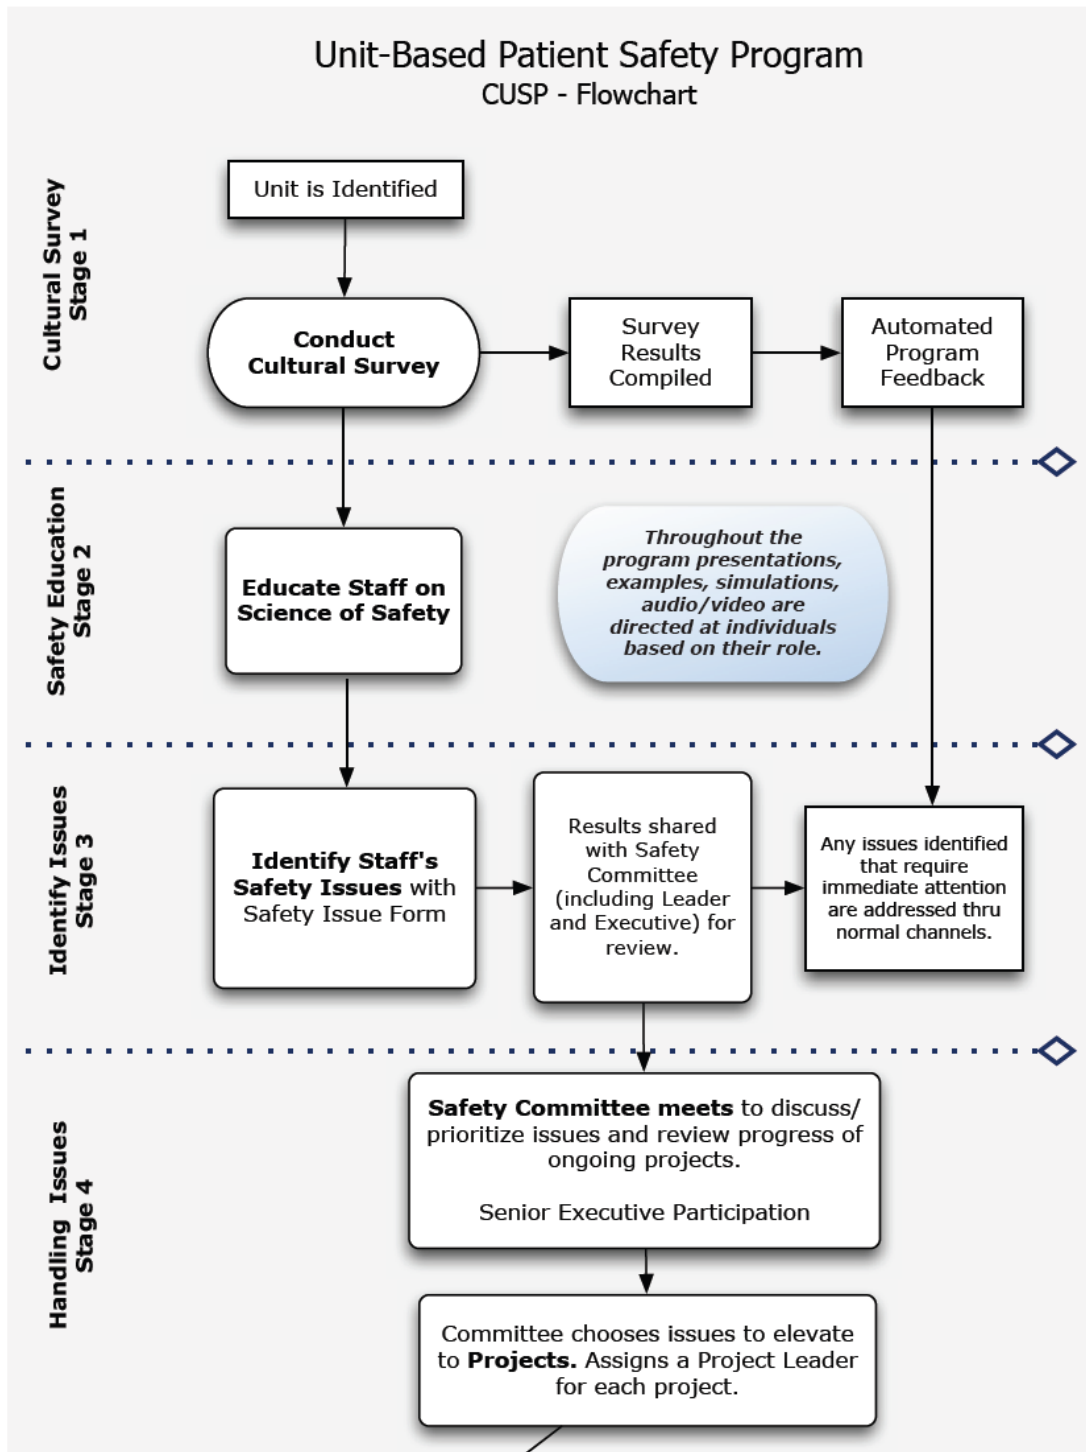 Unit-Based Patient Safety Program
CUSP - Flowchart
Cultural Survey
Stage 1
Unit is Identified
Conduct
Cultural Survey
Survey
Results
Compiled
Automated
Program
Feedback
Safety Education
Stage 2
Educate Staff on
Science of Safety
Throughout the
program presentations,
examples, simulations,
audio/video are
directed at individuals
based on their role.
Identify Issues
Stage 3
Identify Staff's
Safety Issues with
Safety Issue Form
Results shared
with Safety
Committee
(including Leader
and Executive) for
review.
Any issues identified
that require
immediate attention
are addressed thru
normal channels.
Handling Issues
Stage 4
Safety Committee meets to discuss/
prioritize issues and review progress of
ongoing projects.
Senior Executive Participation
Committee chooses issues to elevate
to Projects. Assigns a Project Leader
for each project.